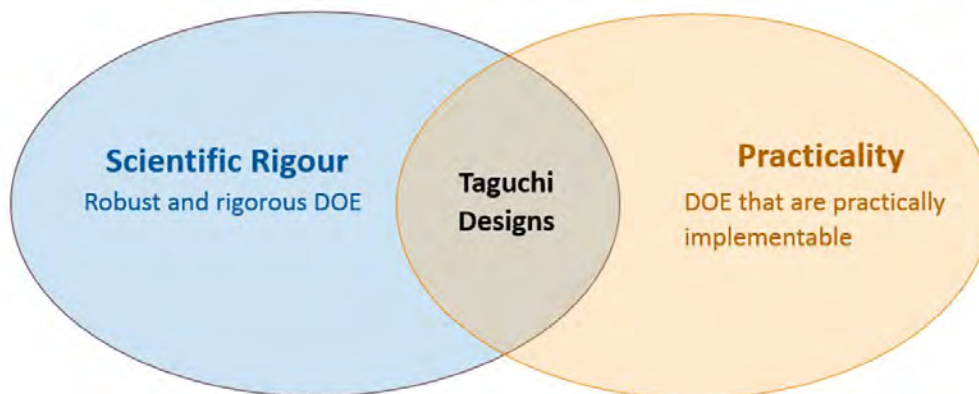 Scientific Rigour
Robust and rigorous DOE
Taguchi
Designs
Practicality
DOE that are practically
implementable